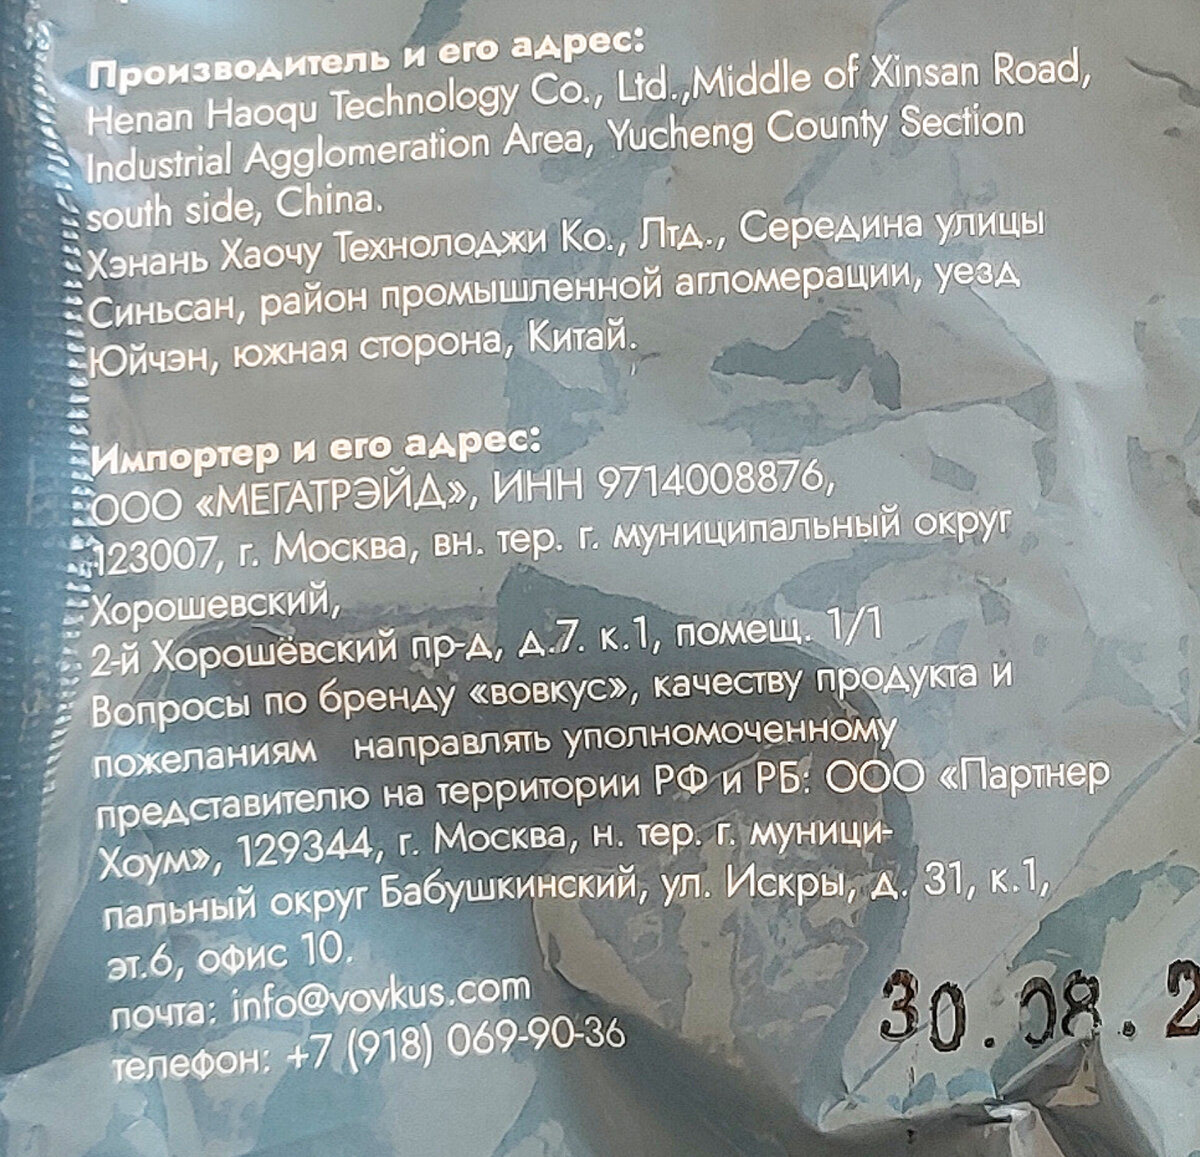 Производитель и его адрес:
Henan Haoqu Technology Co., Ltd.,Middle of Xinsan Road,
Industrial Agglomeration Area, Yucheng County Section
south side, China.
Хэнань Хаочу Технолоджи Ко., Лтд., Середина улицы
Синьсан, район промышленной агломерации, уезд
Юйчэн, южная сторона, Китай.
Импортер и его адрес:
ООО «МЕГАТРЭЙД», ИНН 9714008876,
123007, г. Москва, вн. тер. г. муниципальный округ
Хорошевский,
2-й Хорошёвский пр-д, д.7. к.1, помещ. 1/1
Вопросы по бренду «вовкус», качеству продукта и
пожеланиям направлять уполномоченному
представителю на территории РФ и РБ: ООО «Партнер
Хоум», 129344, г. Москва, н. тер. г. муници-
пальный округ Бабушкинский, ул. Искры, д. 31, к.1,
эт.6, офис 10.
почта: info@vovkus.com
телефон: +7 (918) 069-90-36
30.08.2